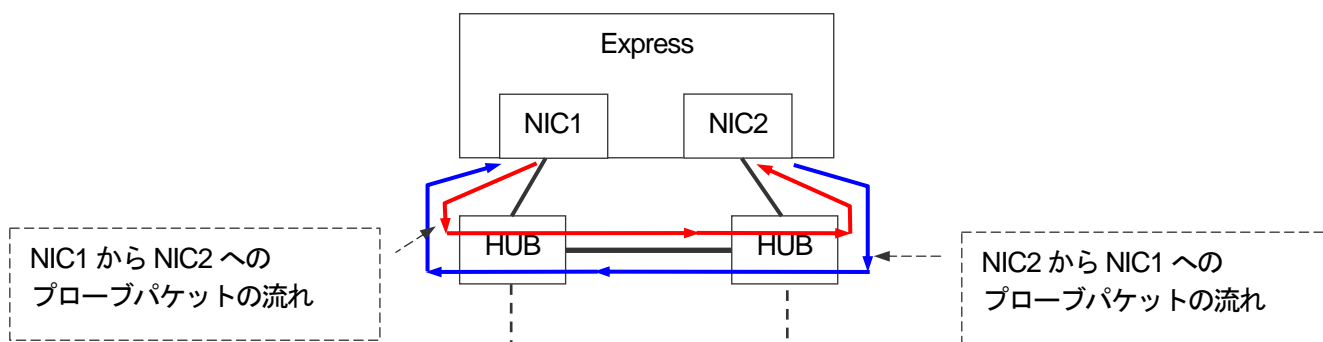 Express
NIC1
NIC2
HUB
HUB
NIC1 から NIC2 への
プローブパケットの流れ
NIC2 から NIC1 への
プローブパケットの流れ